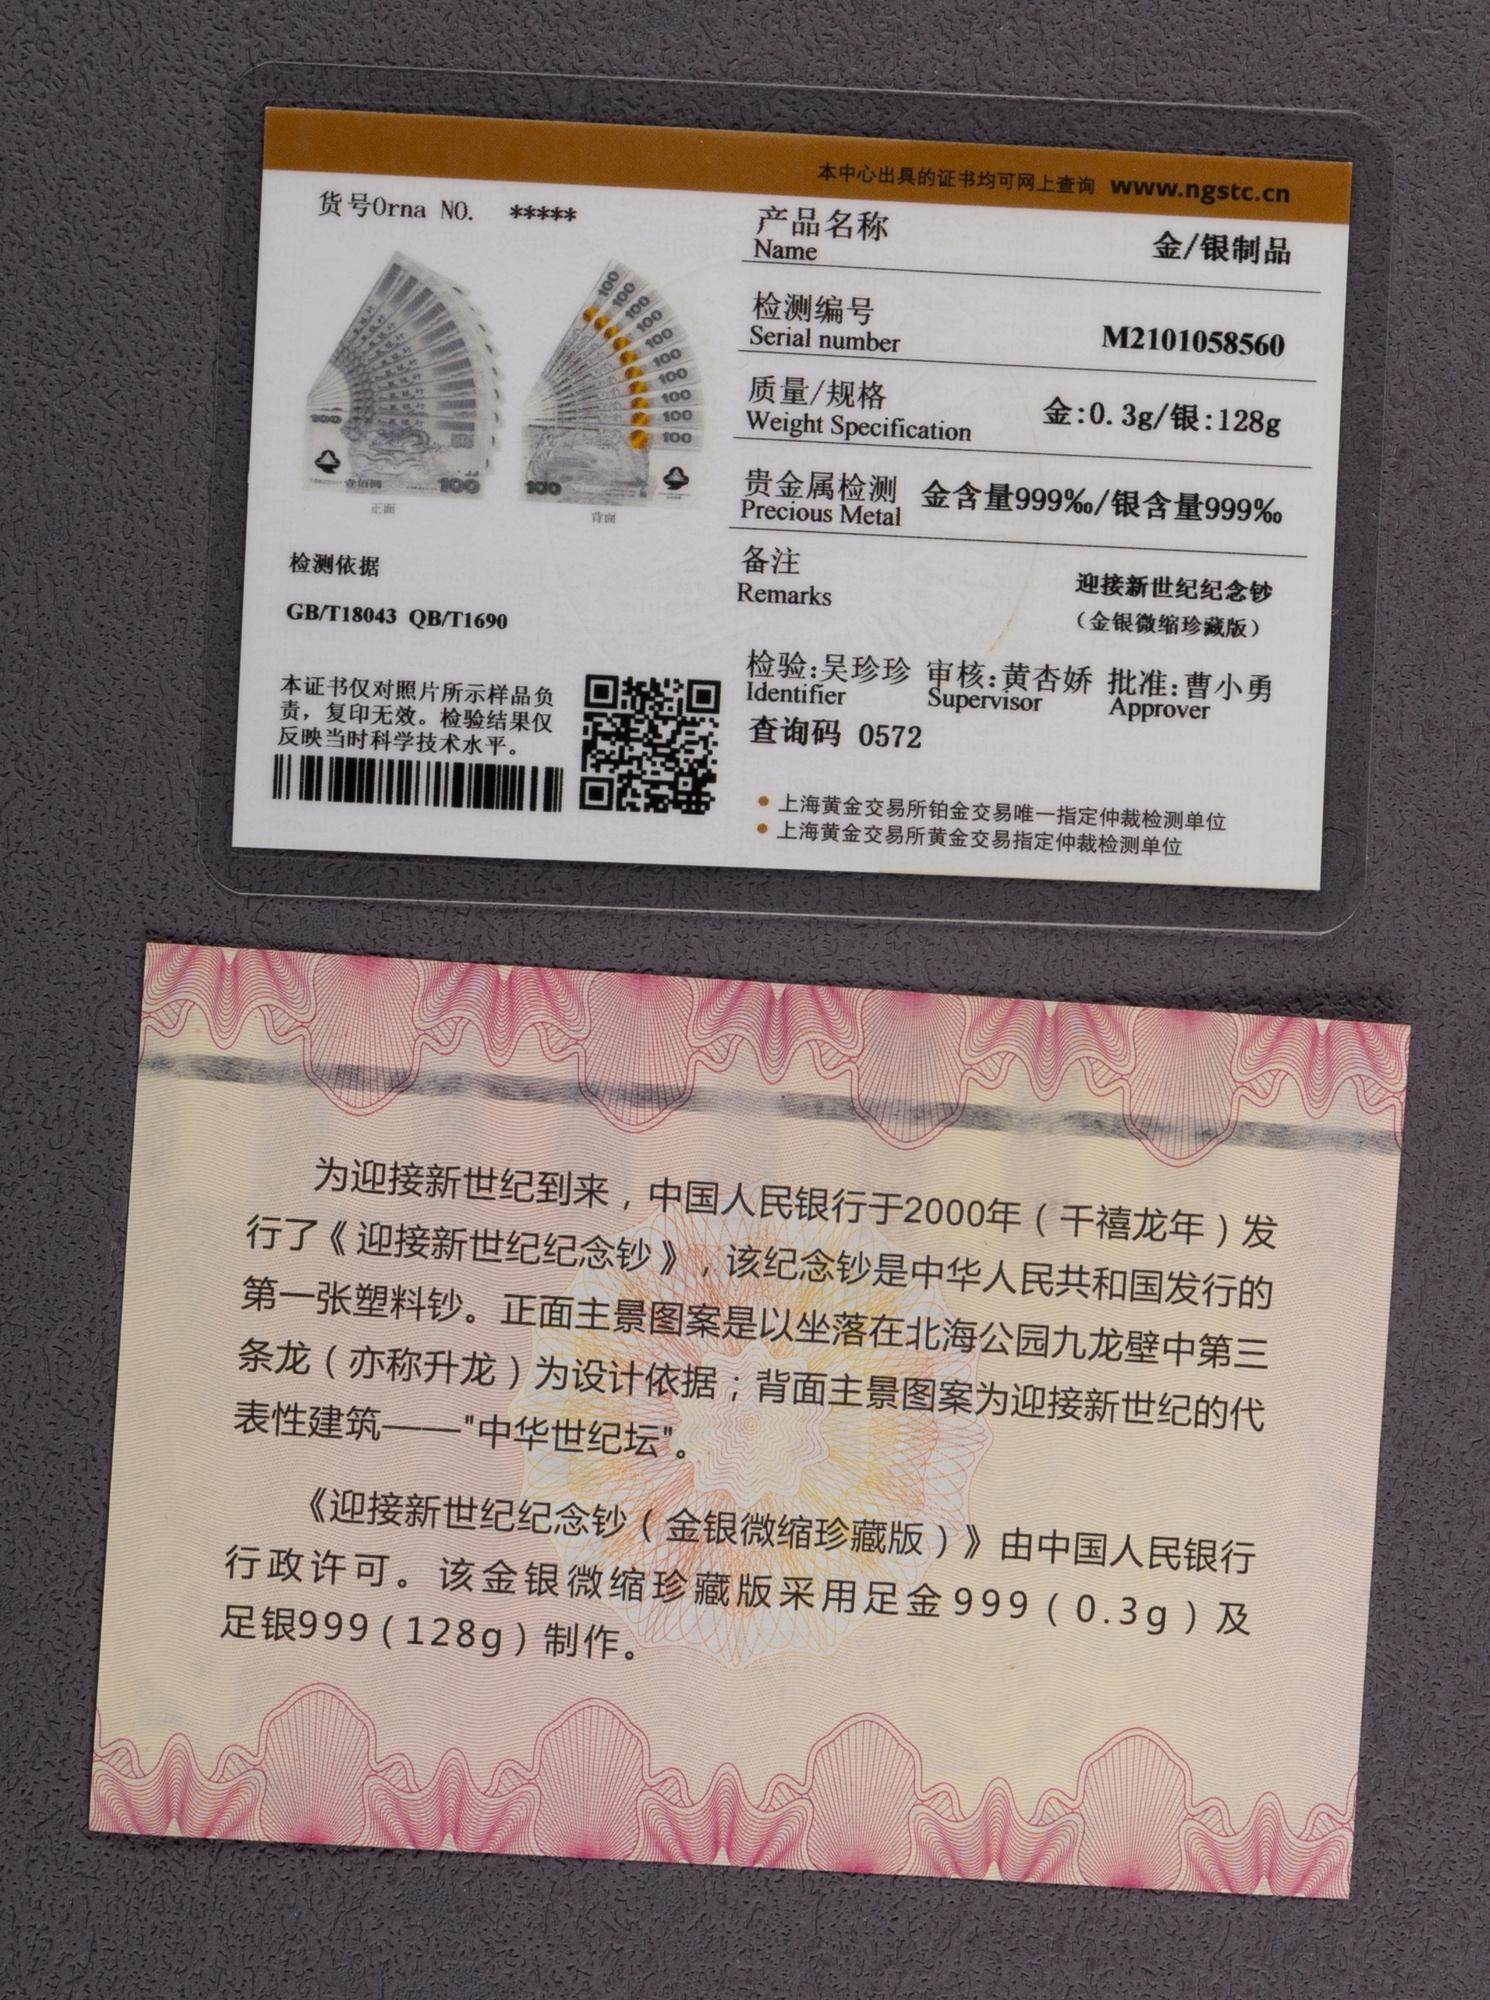 本中心出具的证书均可网上查询 www.ngstc.cn
货号Orna NO. *****
正面
背面
检测依据
GB/T18043 QB/T1690
本证书仅对照片所示样品负
责，复印无效。检验结果仅
反映当时科学技术水平。
产品名称
Name
金/银制品
检测编号
Serial number
M2101058560
质量/规格
Weight Specification
金:0.3g/银:128g
贵金属检测
Precious Metal
金含量999‰/银含量999‰
备注
Remarks
迎接新世纪纪念钞
（金银微缩珍藏版）
检验:吴珍珍 审核:黄杏娇 批准:曹小勇
Identifier Supervisor Approver
查询码 0572
• 上海黄金交易所铂金交易唯一指定仲裁检测单位
• 上海黄金交易所黄金交易指定仲裁检测单位
为迎接新世纪到来，中国人民银行于2000年（千禧龙年）发
行了《迎接新世纪纪念钞》，该纪念钞是中华人民共和国发行的
第一张塑料钞。正面主景图案是以坐落在北海公园九龙壁中第三
条龙（亦称升龙）为设计依据；背面主景图案为迎接新世纪的代
表性建筑——"中华世纪坛"。
《迎接新世纪纪念钞（金银微缩珍藏版）》由中国人民银行
行政许可。该金银微缩珍藏版采用足金999（0.3g）及
足银999（128g）制作。